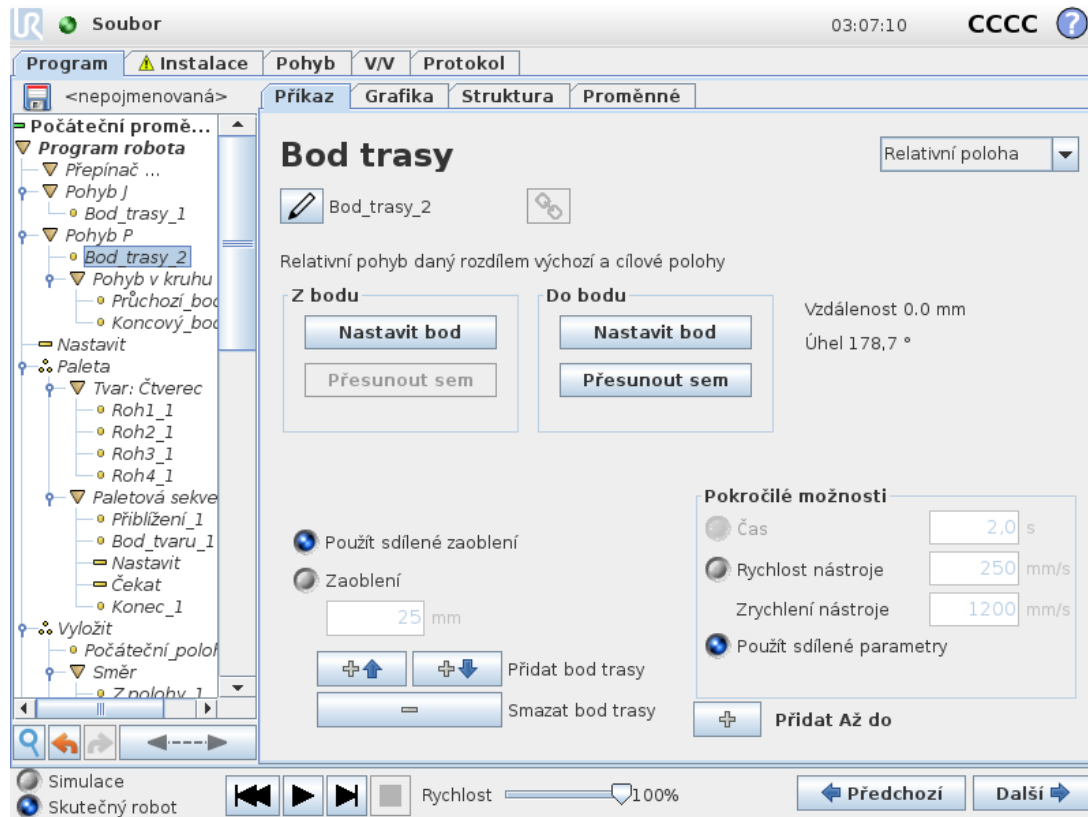 UR Soubor 03:07:10 CCCC ?
Program Instalace Pohyb V/V Protokol
<nepojmenovaná> Příkaz Grafika Struktura Proměnné
Počáteční promě...
Program robota
Přepínač ...
Pohyb J
Bod_trasy_1
Pohyb P
Bod_trasy_2
Pohyb v kruhu
Průchozí_bod
Koncový_bod
Nastavit
Paleta
Tvar: Čtverec
Roh1_1
Roh2_1
Roh3_1
Roh4_1
Paletová sekve
Přiblížení_1
Bod_tvaru_1
Nastavit
Čekat
Konec_1
Vyložit
Počáteční_poloh
Směr
Z polohy_1
Bod trasy
Relativní poloha
Bod_trasy_2
Relativní pohyb daný rozdílem výchozí a cílové polohy
Z bodu
Nastavit bod
Přesunout sem
Do bodu
Nastavit bod
Přesunout sem
Vzdálenost 0.0 mm
Úhel 178,7 °
Použít sdílené zaoblení
Zaoblení
25 mm
Přidat bod trasy
Smazat bod trasy
Pokročilé možnosti
Čas 2,0 s
Rychlost nástroje 250 mm/s
Zrychlení nástroje 1200 mm/s
Použít sdílené parametry
Přidat Až do
Simulace
Skutečný robot
Rychlost 100%
Předchozí
Další